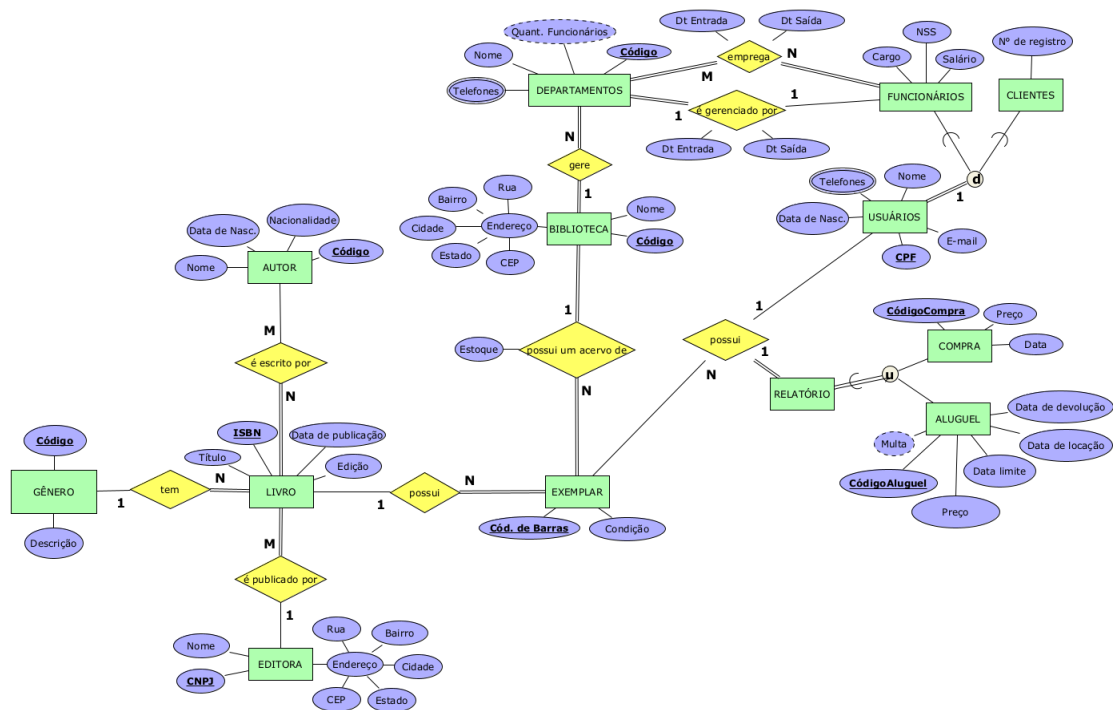 Dt Entrada
Dt Saída
Quant. Funcionários
NSS
Nº de registro
Nome
Código
emprega
N
Cargo
Salário
M
Telefones
DEPARTAMENTOS
FUNCIONÁRIOS
CLIENTES
1
é gerenciado por
1
N
Dt Entrada
Dt Saída
gere
d
Telefones
Nome
1
1
Rua
Bairro
Nome
Data de Nasc.
USUÁRIOS
Cidade
Endereço
BIBLIOTECA
Código
E-mail
Estado
CEP
CPF
Nacionalidade
Data de Nasc.
Código
Nome
AUTOR
M
1
1
CódigoCompra
Preço
Estoque
possui um acervo de
possui
1
COMPRA
Data
é escrito por
N
N
N
RELATÓRIO
u
Data de devolução
ALUGUEL
Multa
Data de locação
Data limite
CódigoAluguel
Preço
ISBN
Data de publicação
Código
Título
Edição
GÊNERO
1
tem
N
LIVRO
1
possui
N
EXEMPLAR
Descrição
Cód. de Barras
Condição
M
é publicado por
1
Nome
EDITORA
CNPJ
Rua
Bairro
Endereço
Cidade
CEP
Estado